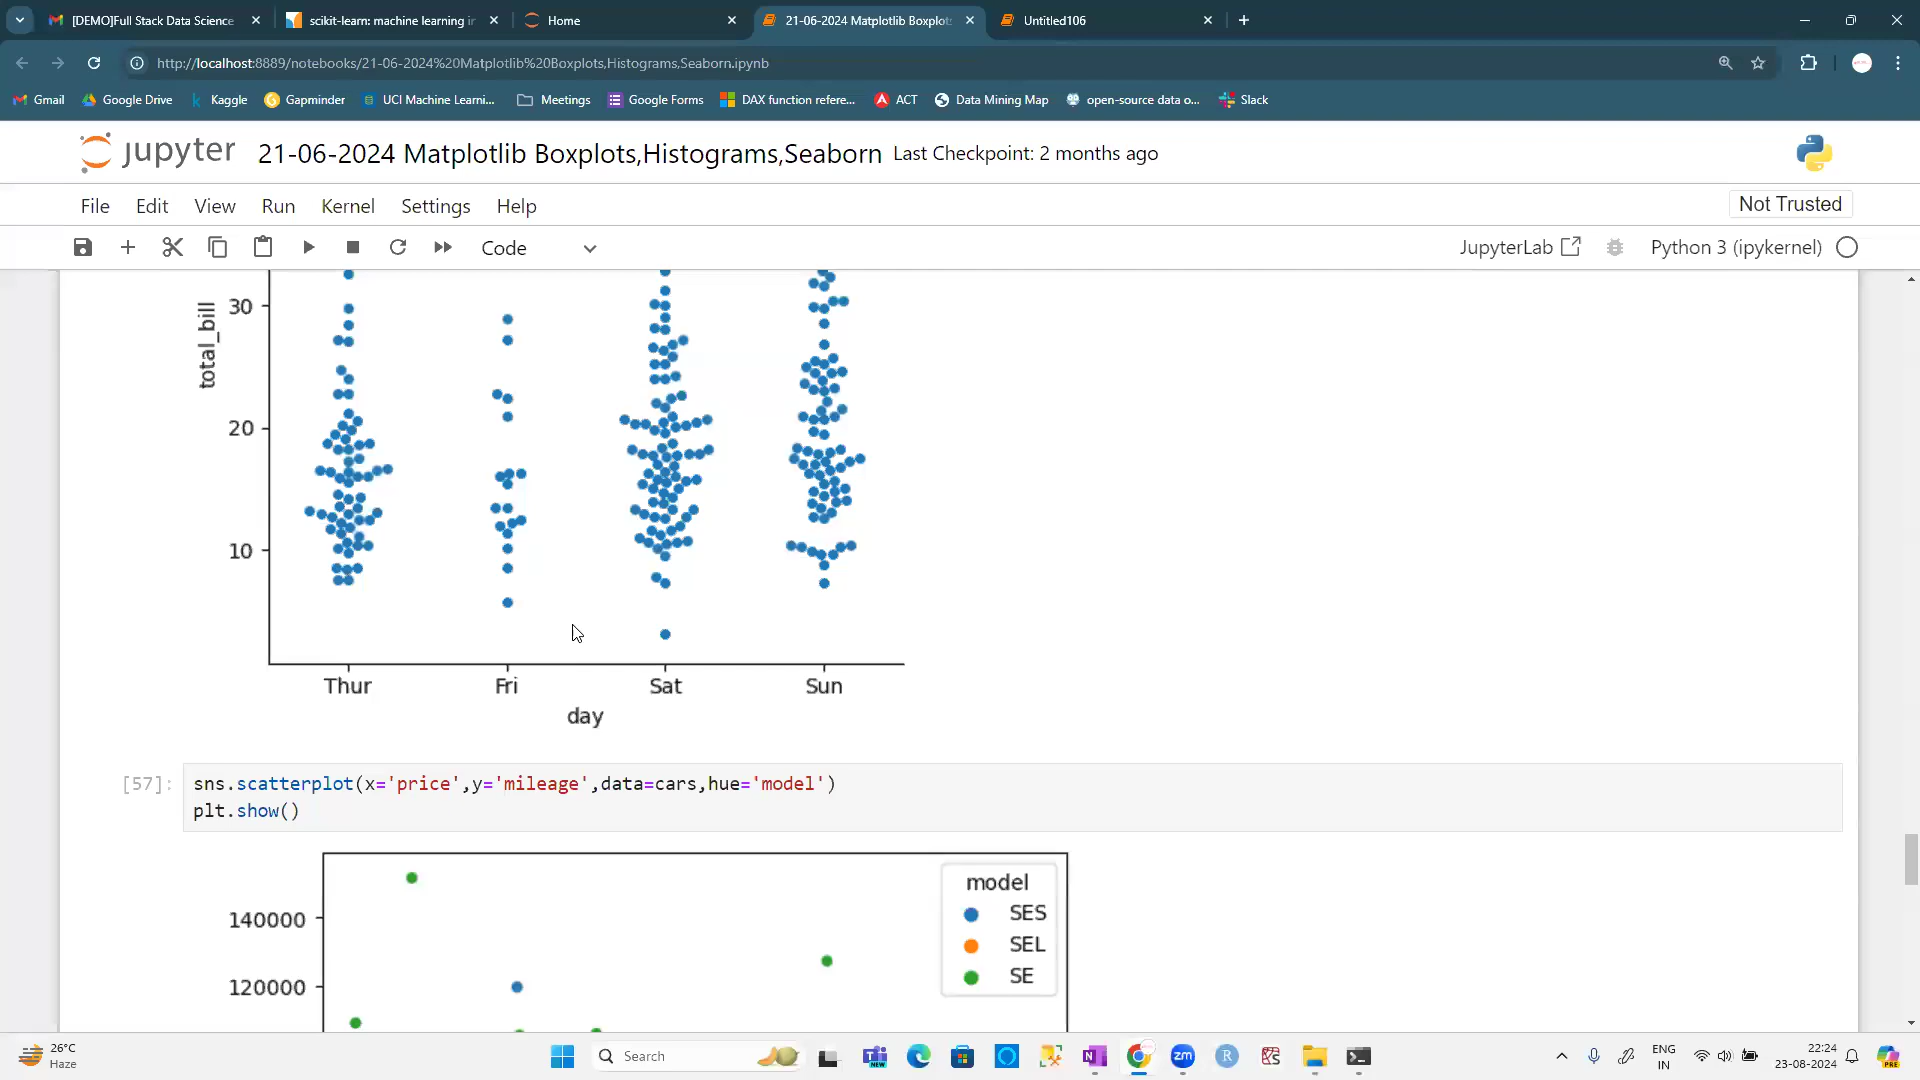 [DEMO]Full Stack Data Science
scikit-learn: machine learning in
Home
21-06-2024 Matplotlib Boxplots
Untitled106
http://localhost:8889/notebooks/21-06-2024%20Matplotlib%20Boxplots,Histograms,Seaborn.ipynb
Gmail
Google Drive
Kaggle
Gapminder
UCI Machine Learni...
Meetings
Google Forms
DAX function refere...
ACT
Data Mining Map
open-source data o...
Slack
jupyter
21-06-2024 Matplotlib Boxplots,Histograms,Seaborn
Last Checkpoint: 2 months ago
File Edit View Run Kernel Settings Help
Not Trusted
Code
JupyterLab
Python 3 (ipykernel)
total_bill
30
20
10
Thur Fri Sat Sun
day
[57]:
sns.scatterplot(x='price',y='mileage',data=cars,hue='model')
plt.show()
model
SES
SEL
SE
140000
120000
26°C
Haze
Search
ENG
IN
22:24
23-08-2024